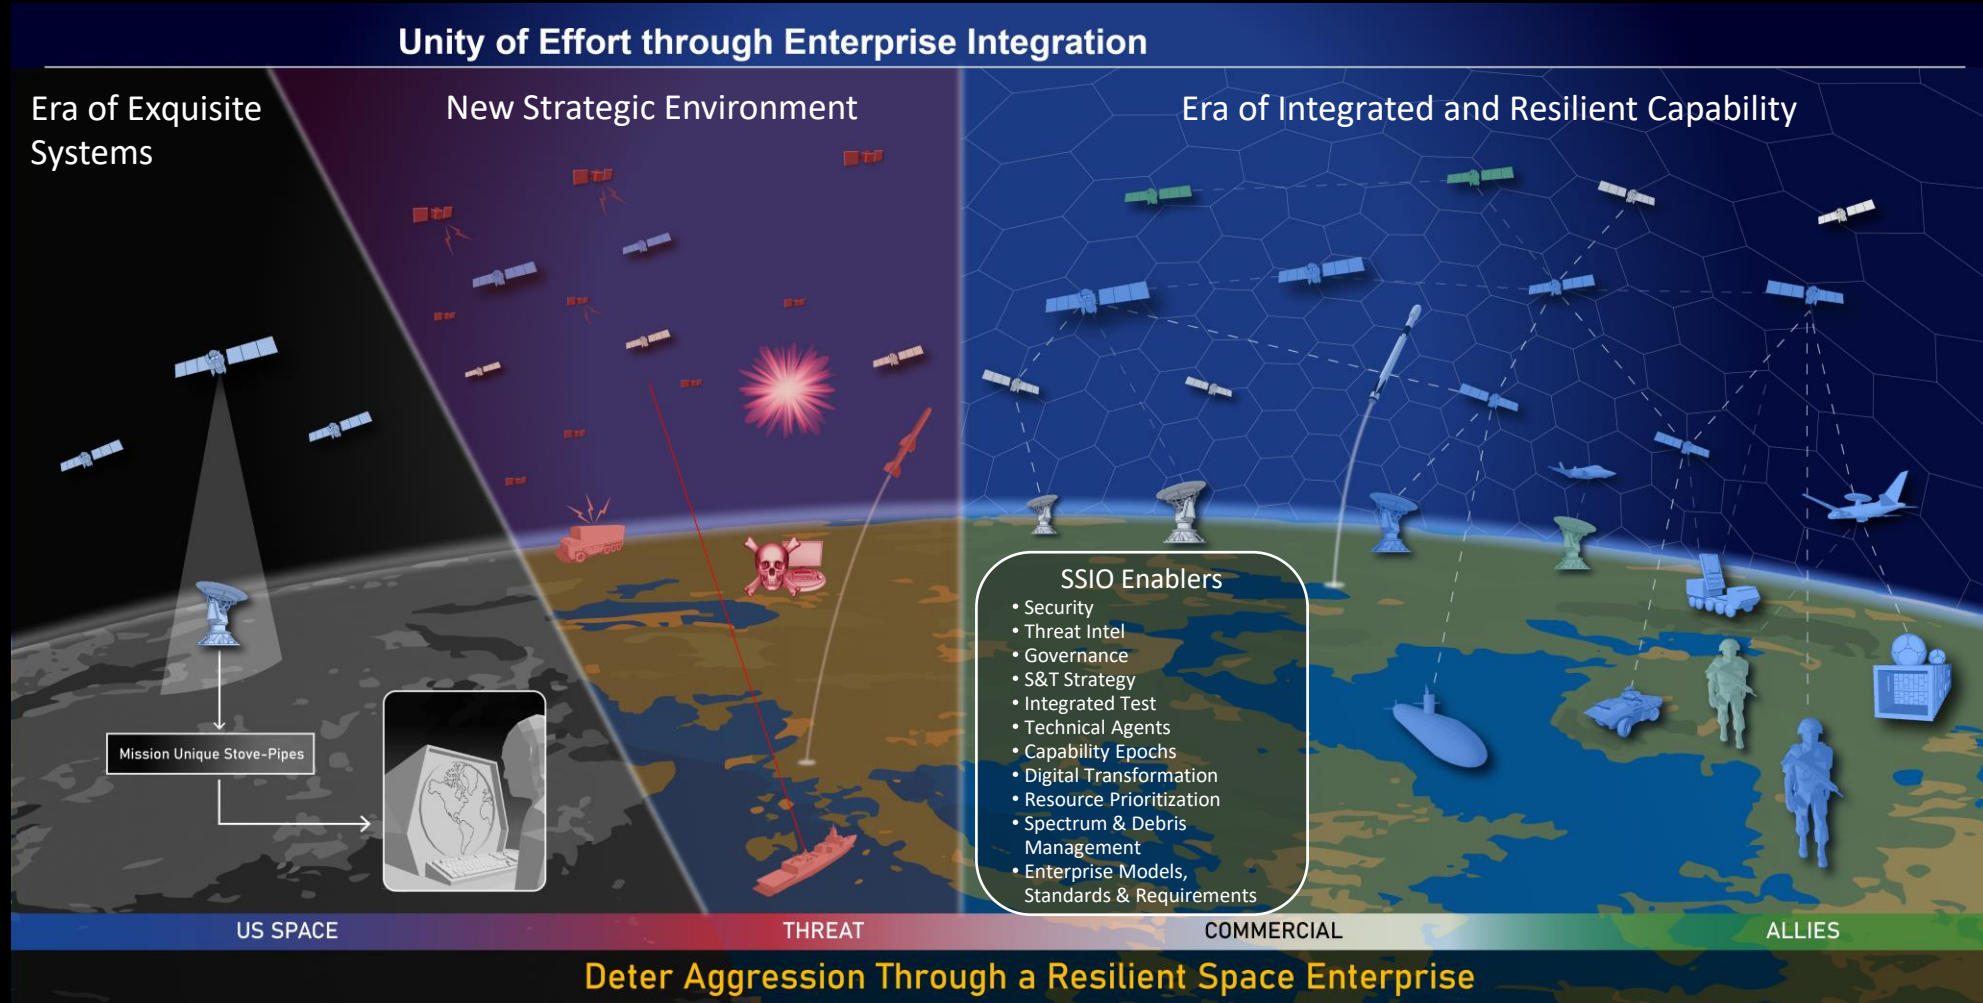 Unity of Effort through Enterprise Integration
Era of Exquisite
Systems
New Strategic Environment
Era of Integrated and Resilient Capability
Mission Unique Stove-Pipes
SSIO Enablers
• Security
• Threat Intel
• Governance
• S&T Strategy
• Integrated Test
• Technical Agents
• Capability Epochs
• Digital Transformation
• Resource Prioritization
• Spectrum & Debris
Management
• Enterprise Models,
Standards & Requirements
US SPACE
THREAT
COMMERCIAL
ALLIES
Deter Aggression Through a Resilient Space Enterprise